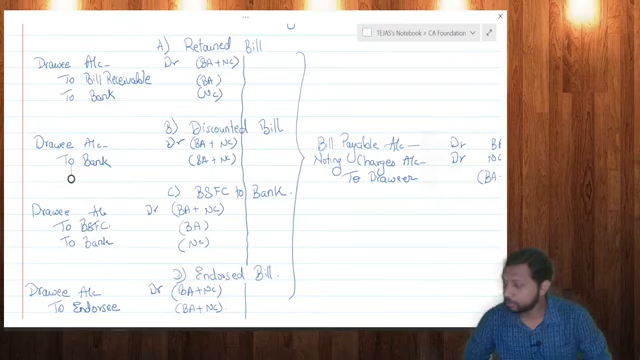 TEJAS's Notebook > CA Foundation
A) Retained Bill
Drawee A/c Dr (BA+NC)
To Bill Receivable (BA)
To Bank (NC)
B) Discounted Bill
Drawee A/c Dr (BA+NC)
To Bank (BA+NC)
C) BSFC to Bank.
Drawee A/c Dr (BA+NC)
To BSFC (BA)
To Bank (NC)
D) Endorsed Bill.
Drawee A/c Dr (BA+NC)
To Endorsee (BA+NC)
Bill Payable A/c Dr
Noting Charges A/c Dr
To Drawer (BA